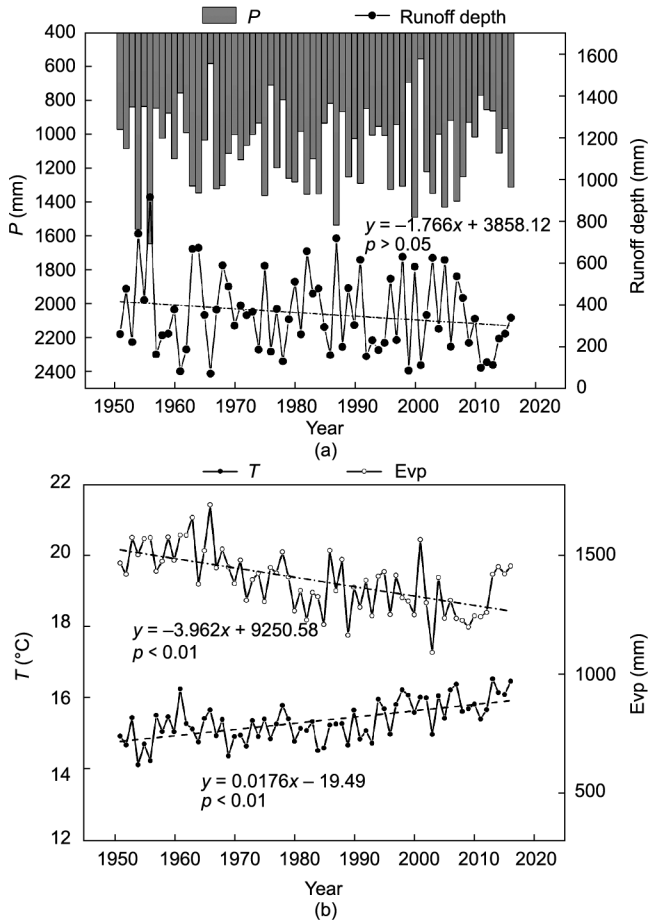 P Runoff depth
400
600
800
1000
1200
1400
1600
1800
2000
2200
2400
P (mm)
1600
1400
1200
1000
800
600
400
200
0
Runoff depth (mm)
y = –1.766x + 3858.12
p > 0.05
1950 1960 1970 1980 1990 2000 2010 2020
Year
(a)
T Evp
22
20
18
16
14
12
T (°C)
1500
1000
500
Evp (mm)
y = –3.962x + 9250.58
p < 0.01
y = 0.0176x – 19.49
p < 0.01
1950 1960 1970 1980 1990 2000 2010 2020
Year
(b)